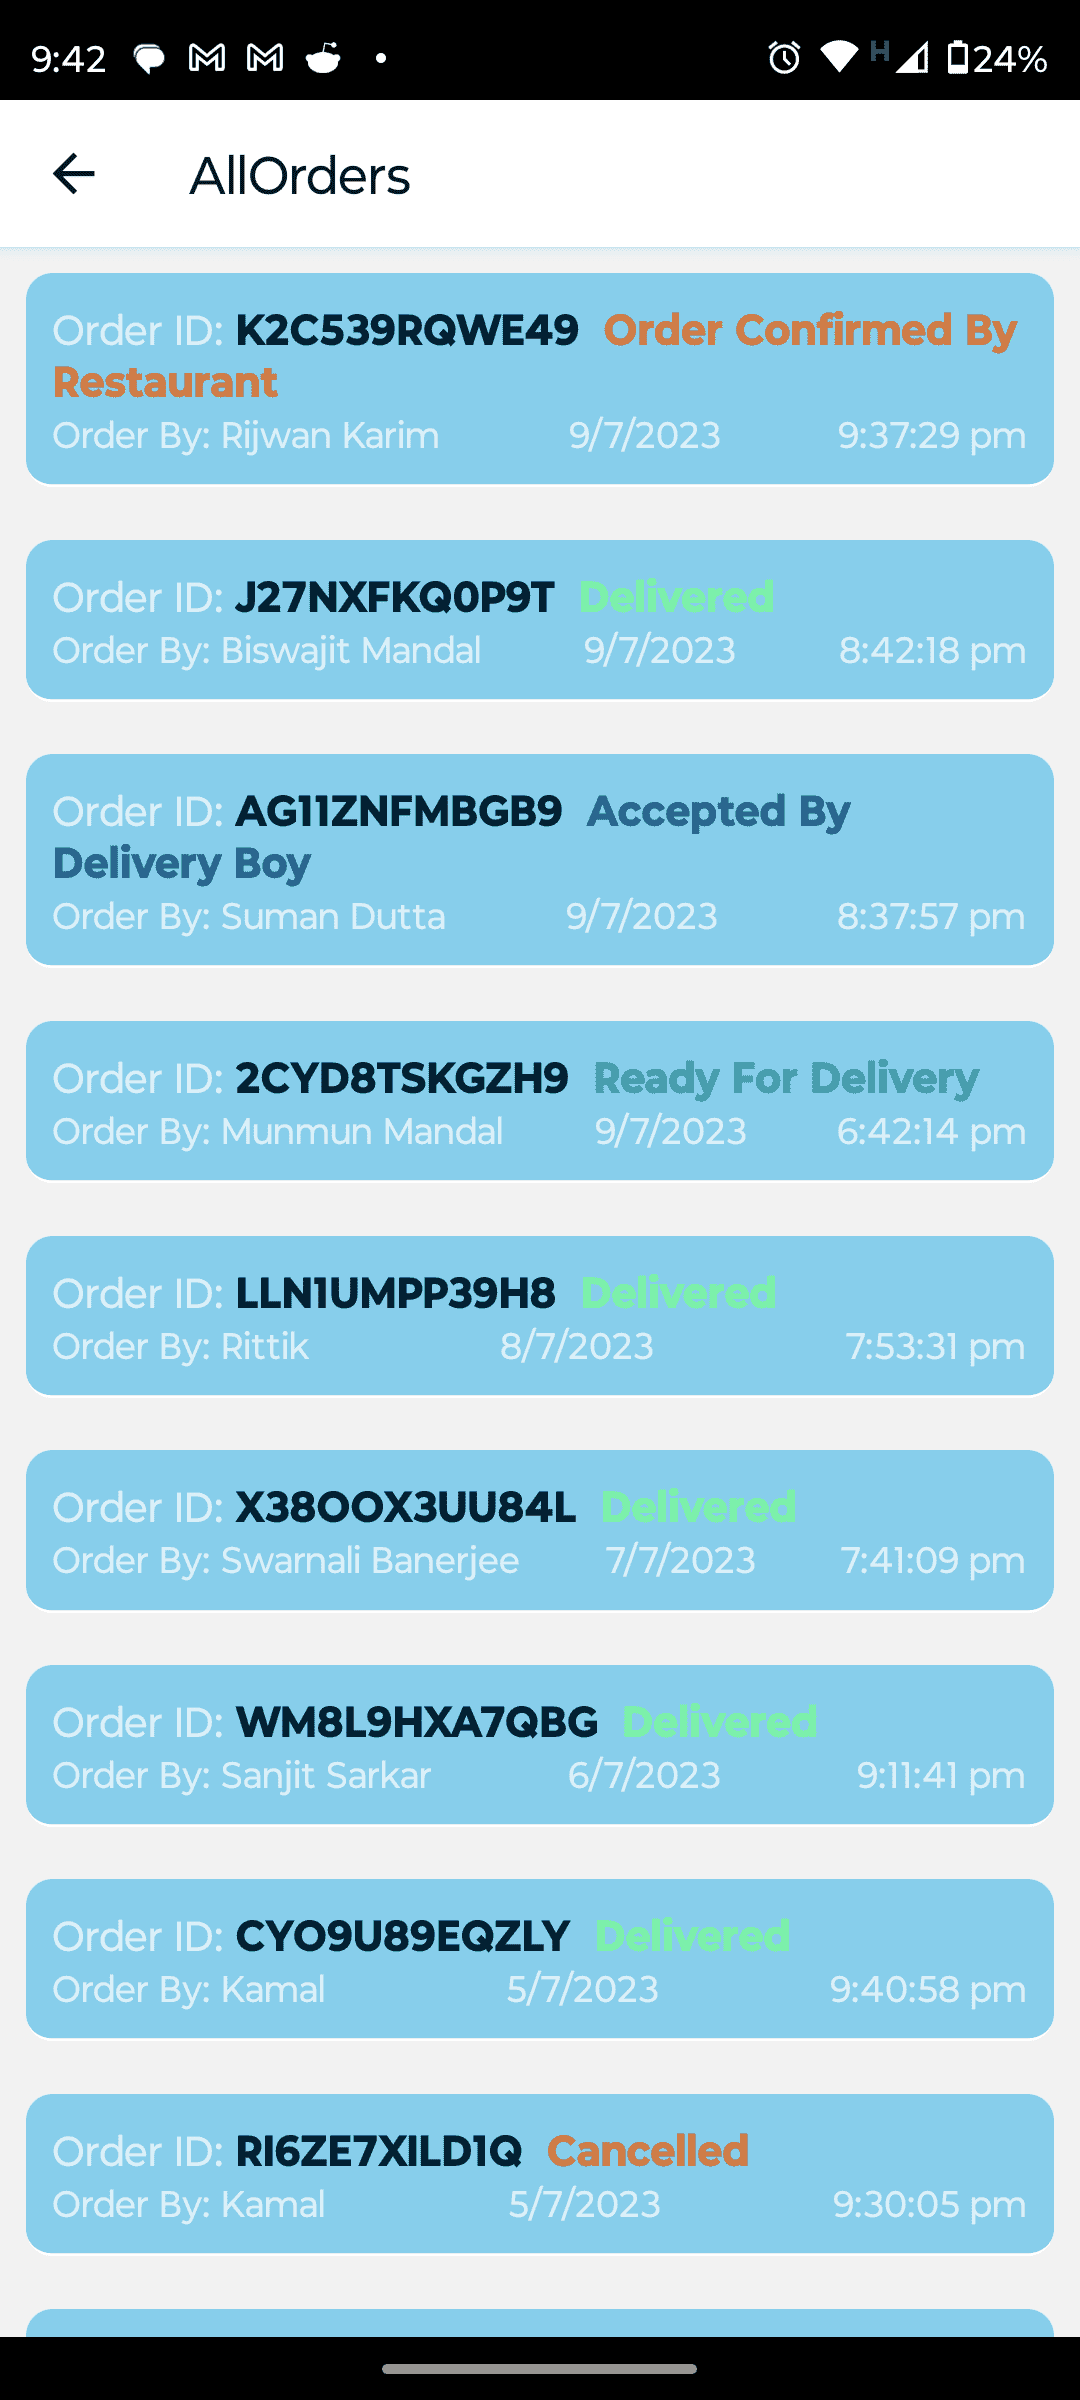 9:42
H
24%
AllOrders
Order ID: K2C539RQWE49 Order Confirmed By
Restaurant
Order By: Rijwan Karim 9/7/2023 9:37:29 pm
Order ID: J27NXFKQ0P9T Delivered
Order By: Biswajit Mandal 9/7/2023 8:42:18 pm
Order ID: AG11ZNFMBGB9 Accepted By
Delivery Boy
Order By: Suman Dutta 9/7/2023 8:37:57 pm
Order ID: 2CYD8TSKGZH9 Ready For Delivery
Order By: Munmun Mandal 9/7/2023 6:42:14 pm
Order ID: LLN1UMPP39H8 Delivered
Order By: Rittik 8/7/2023 7:53:31 pm
Order ID: X38OOX3UU84L Delivered
Order By: Swarnali Banerjee 7/7/2023 7:41:09 pm
Order ID: WM8L9HXA7QBG Delivered
Order By: Sanjit Sarkar 6/7/2023 9:11:41 pm
Order ID: CYO9U89EQZLY Delivered
Order By: Kamal 5/7/2023 9:40:58 pm
Order ID: RI6ZE7XILD1Q Cancelled
Order By: Kamal 5/7/2023 9:30:05 pm